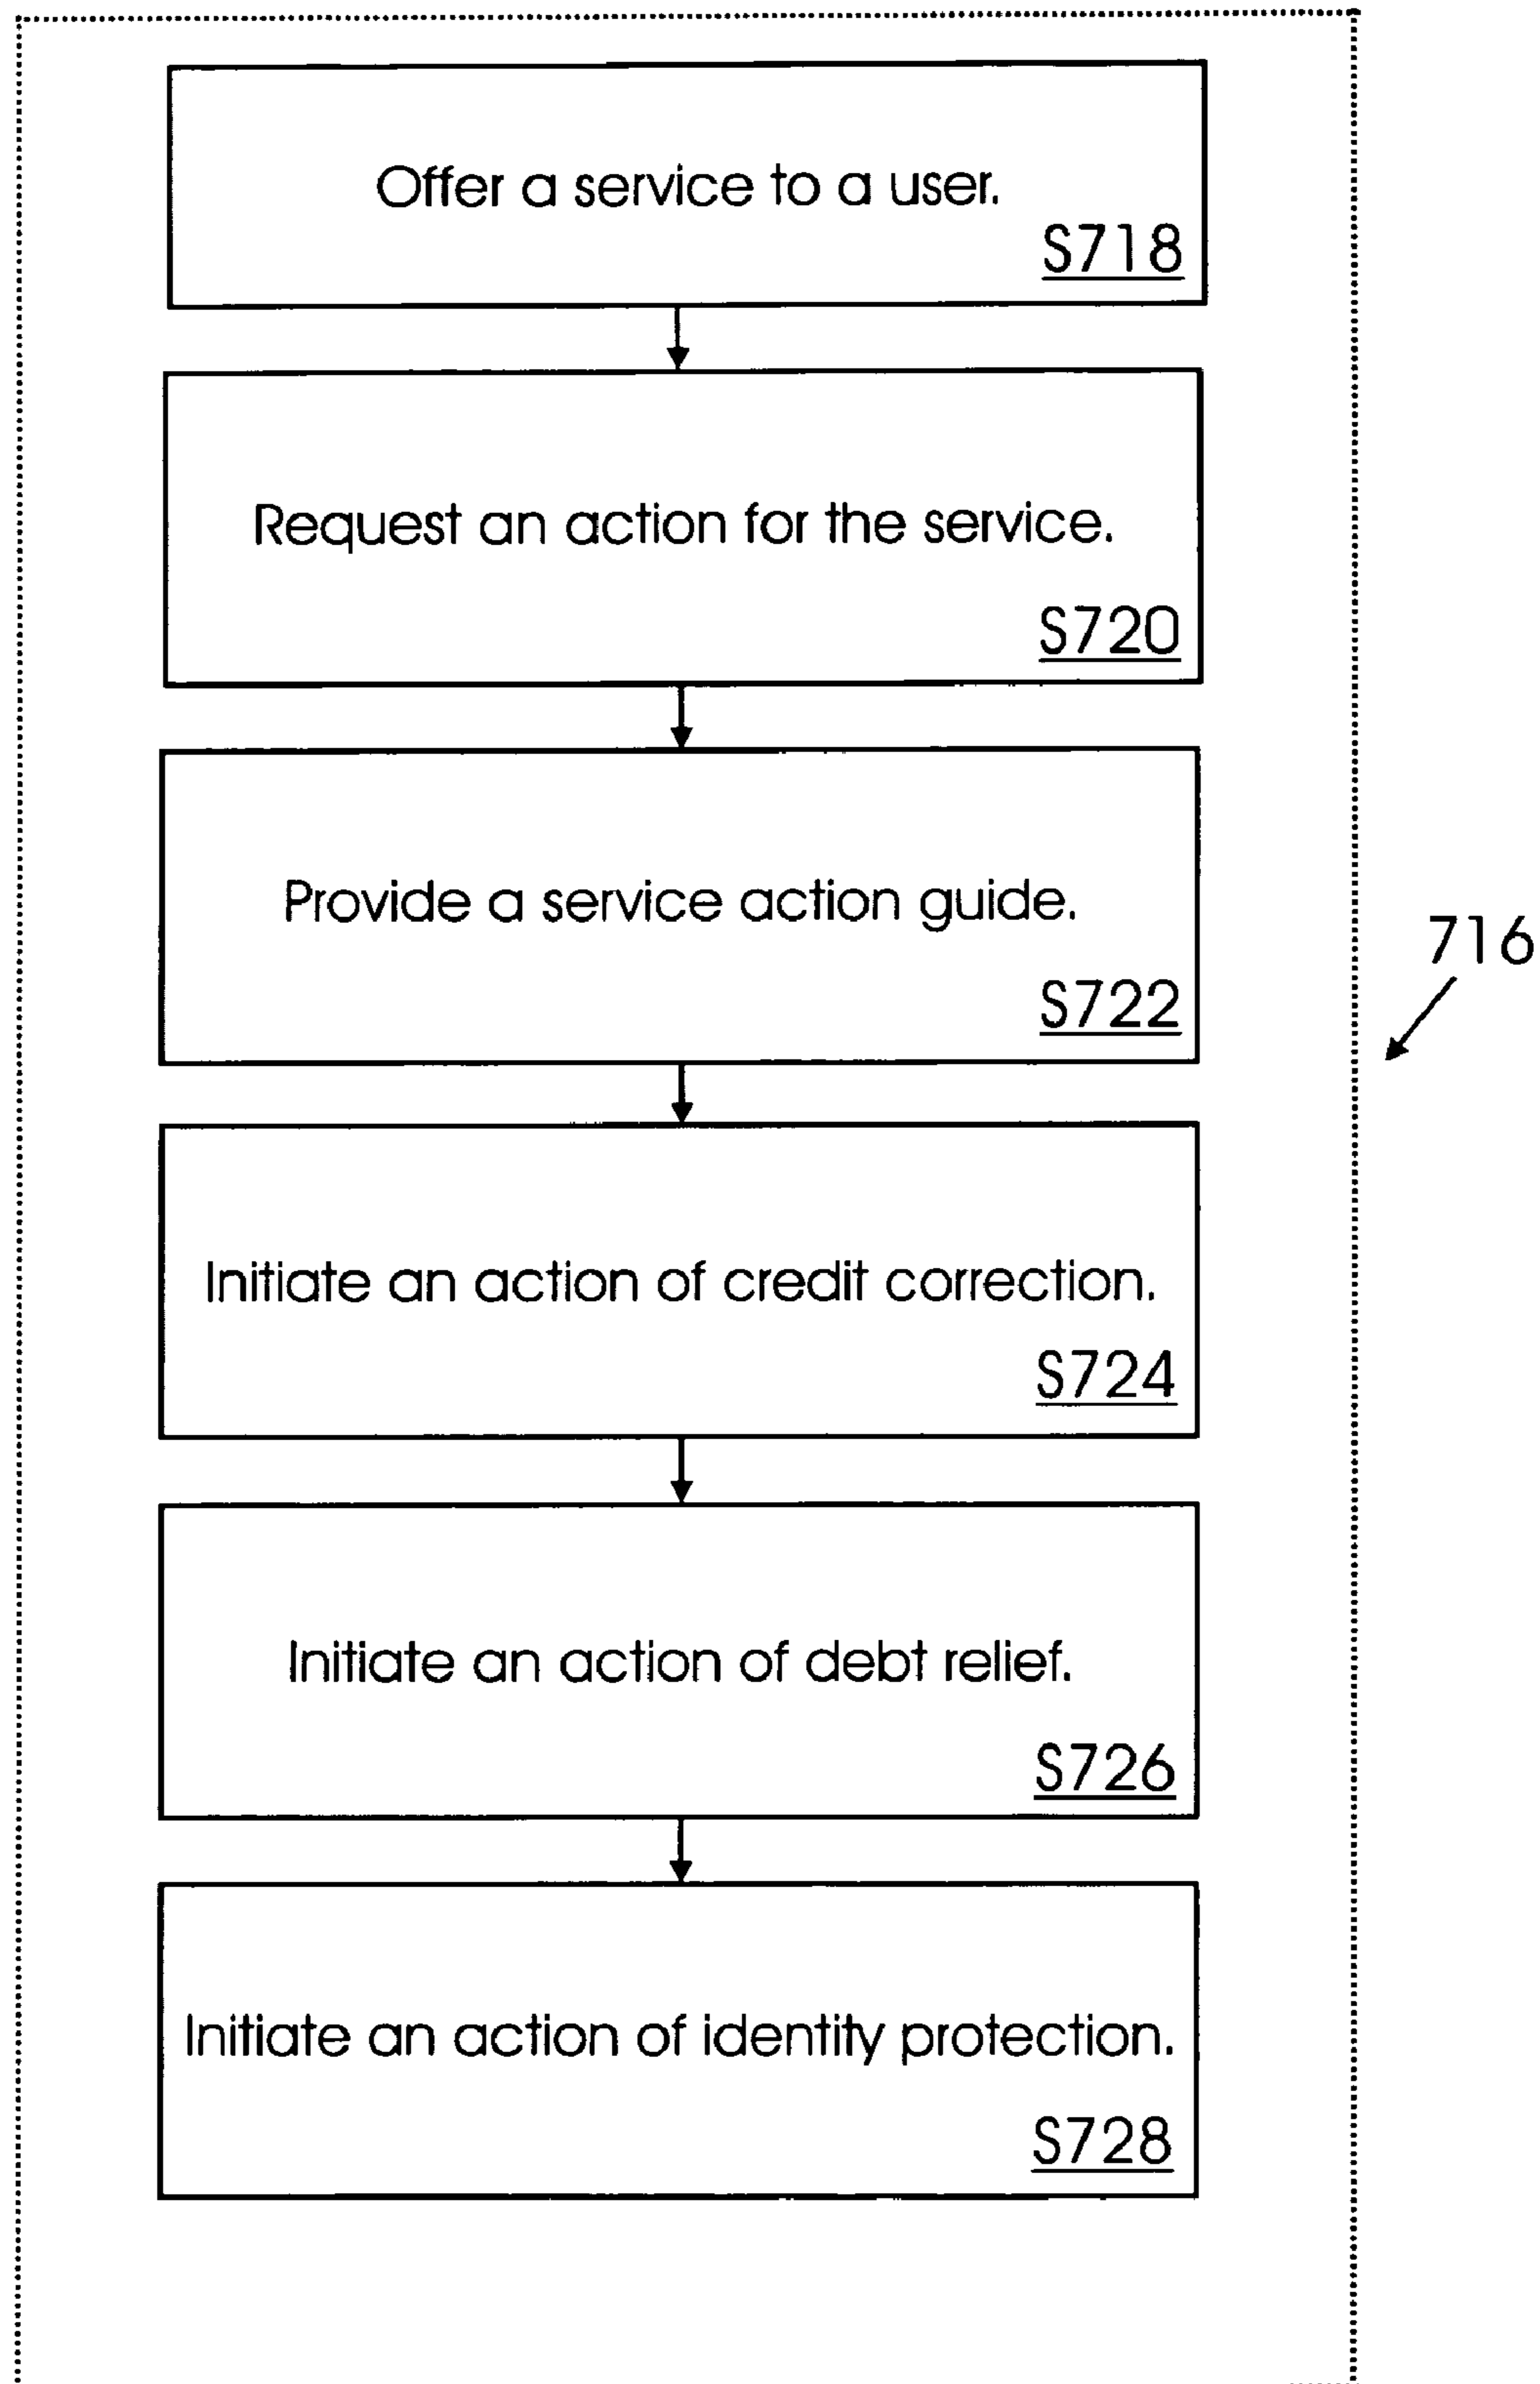 Offer a service to a user.
S718
Request an action for the service.
S720
Provide a service action guide.
S722
716
Initiate an action of credit correction.
S724
Initiate an action of debt relief.
S726
Initiate an action of identity protection.
S728